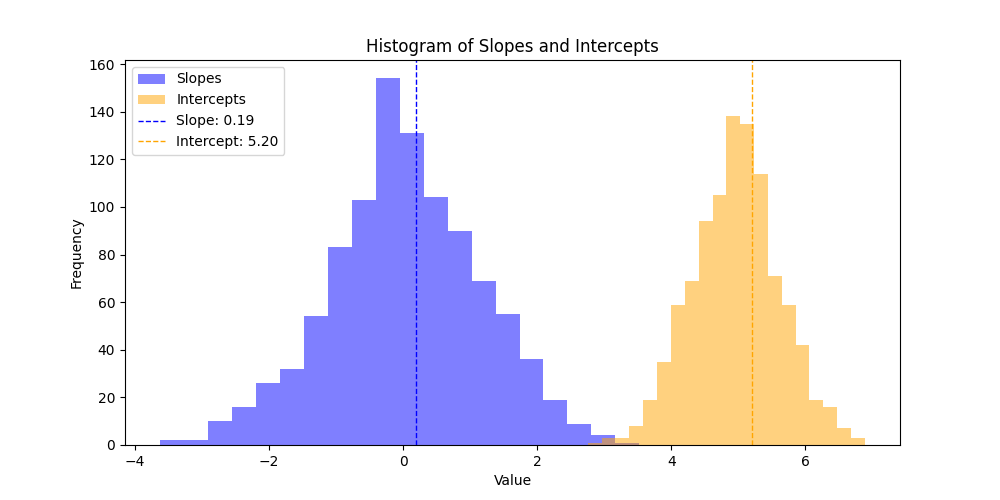 Histogram of Slopes and Intercepts
Slopes
Intercepts
Slope: 0.19
Intercept: 5.20
Frequency
160
140
120
100
80
60
40
20
0
−4
−2
0
2
4
6
Value